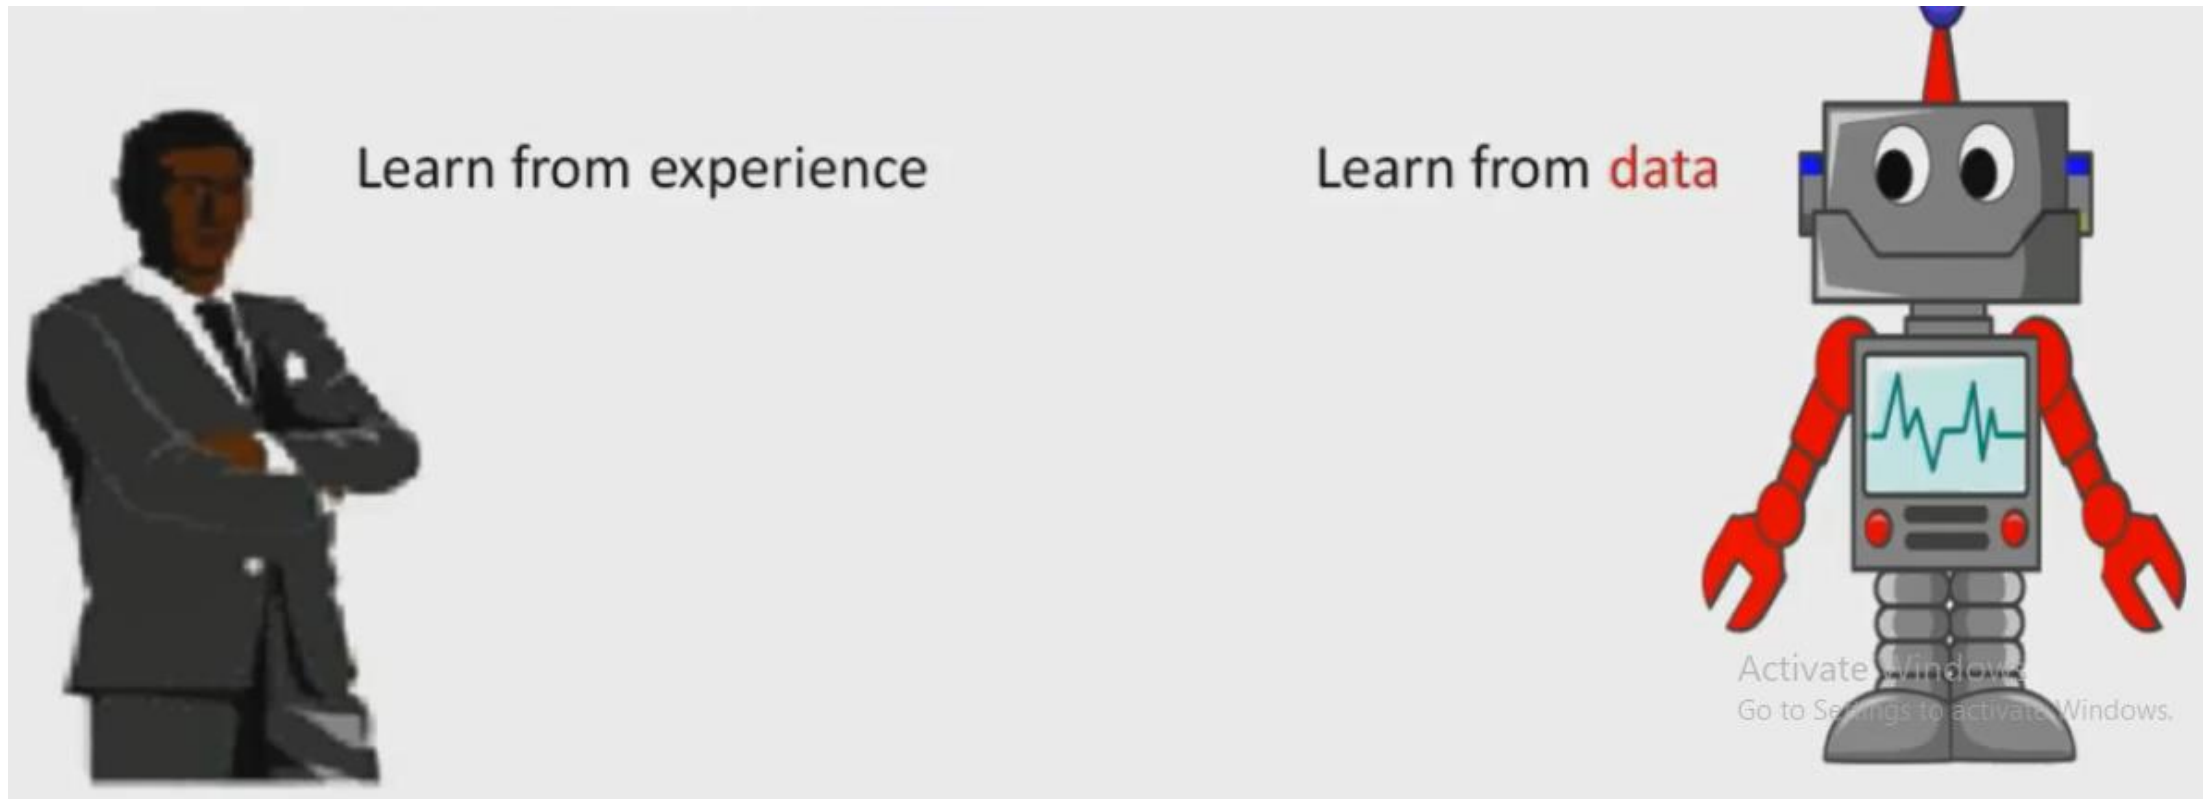 Learn from experience
Learn from data
Activate Windows
Go to Settings to activate Windows.